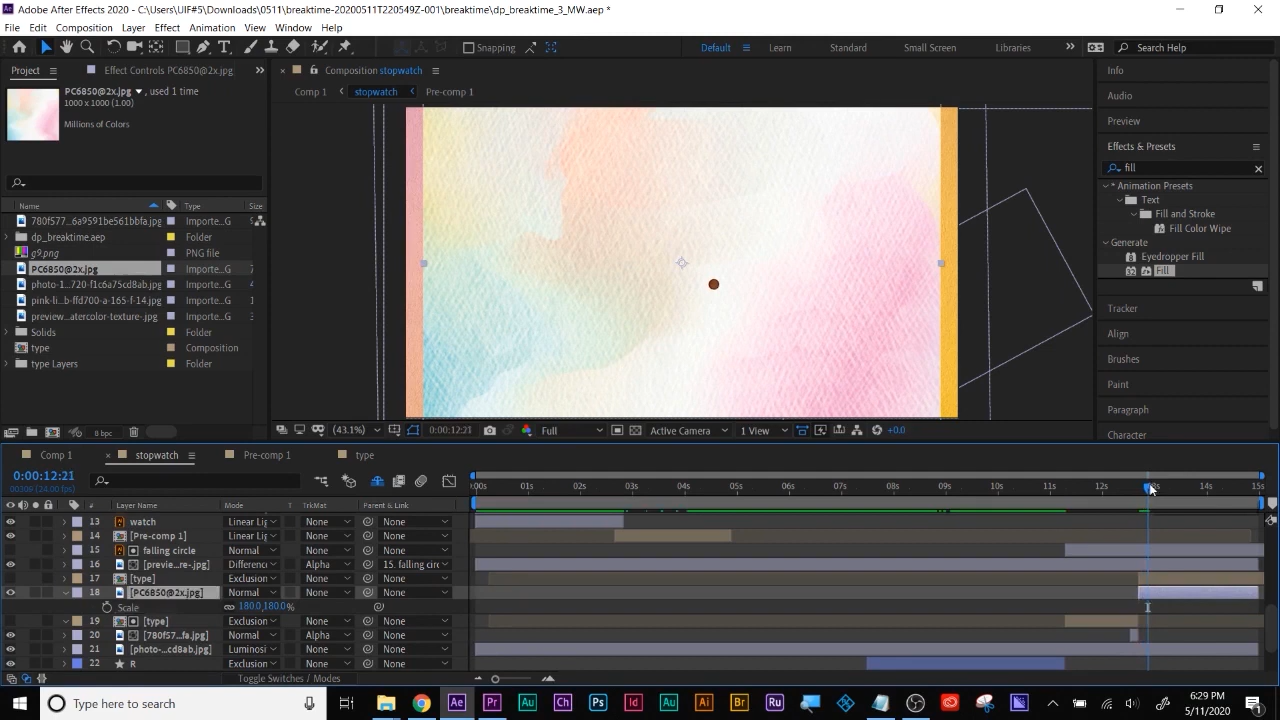 Adobe After Effects 2020 - C:\Users\UIF#5\Downloads\0511\breaktime-20200511T220549Z-001\breaktime\dp_breaktime_3_MW.aep *
File Edit Composition Layer Effect Animation View Window Help
Snapping Default Learn Standard Small Screen Libraries Search Help
Project Effect Controls PC6850@2x.jpg Composition stopwatch Info
PC6850@2x.jpg , used 1 time Comp 1 stopwatch Pre-comp 1
1000 x 1000 (1.00) Audio
Millions of Colors Preview
Effects & Presets
fill
Animation Presets
Text
Fill and Stroke
Fill Color Wipe
Generate
Eyedropper Fill
Fill
Tracker
Align
Brushes
Paint
Paragraph
Character
Name Type Size
780f577...6a9591be561bbfa.jpg Importe...G
dp_breaktime.aep Folder
g9.png PNG file
PC6850@2x.jpg Importe...G
photo-1...720-f1c6a75cd8ab.jpg Importe...G
pink-li...b-ffd700-a-165-f-14.jpg Importe...G
preview...atercolor-texture-.jpg Importe...G
Solids Folder
type Composition
type Layers Folder
8 bpc (43.1%) 0:00:12:21 Full Active Camera 1 View +0.0
Comp 1 stopwatch Pre-comp 1 type
0:00:12:21
00309 (24.00 fps)
:00s 01s 02s 03s 04s 05s 06s 07s 08s 09s 10s 11s 12s 14s 15s
# Layer Name Mode T TrkMat Parent & Link
13 watch Linear Lig None None
14 [Pre-comp 1] Linear Lig None None
15 falling circle Normal None None
16 [previe...re-.jpg] Difference Alpha 15. falling circ
17 [type] Exclusion None None
18 [PC6850@2x.jpg] Normal None None
Scale 180.0,180.0%
19 [type] Exclusion None None
20 [780f57...fa.jpg] Normal Alpha None
21 [photo-...cd8ab.jpg] Luminosi None None
22 R Exclusion None None
Toggle Switches / Modes
Type here to search
6:29 PM
5/11/2020